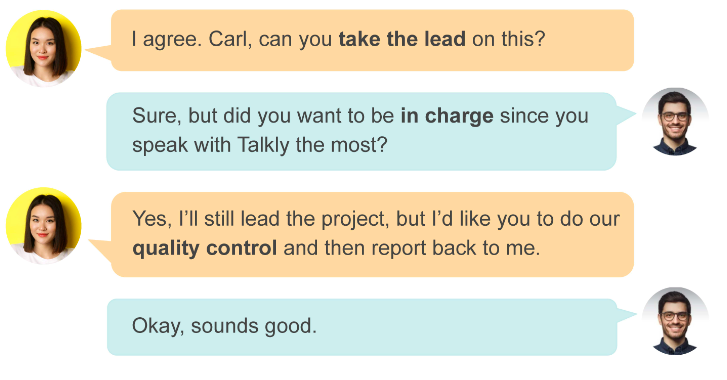 I agree. Carl, can you take the lead on this?
Sure, but did you want to be in charge since you
speak with Talkly the most?
Yes, I’ll still lead the project, but I’d like you to do our
quality control and then report back to me.
Okay, sounds good.